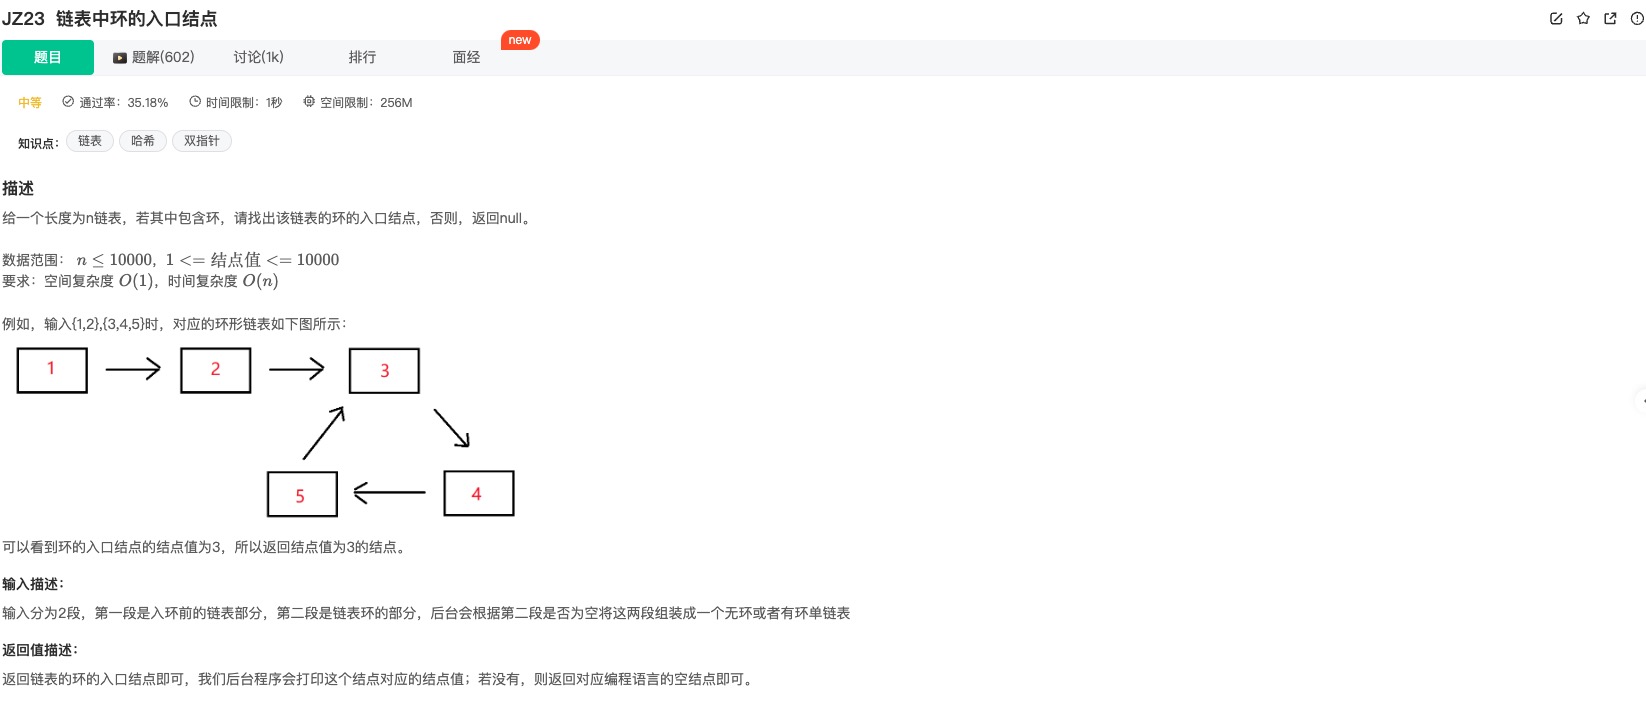 JZ23 链表中环的入口结点
题目 题解(602) 讨论(1k) 排行 面经 new
中等 通过率：35.18% 时间限制：1秒 空间限制：256M
知识点： 链表 哈希 双指针
描述
给一个长度为n链表，若其中包含环，请找出该链表的环的入口结点，否则，返回null。
数据范围： n ≤ 10000，1 <= 结点值 <= 10000
要求：空间复杂度 O(1)，时间复杂度 O(n)
例如，输入{1,2},{3,4,5}时，对应的环形链表如下图所示：
1 2 3
5 4
可以看到环的入口结点的结点值为3，所以返回结点值为3的结点。
输入描述：
输入分为2段，第一段是入环前的链表部分，第二段是链表环的部分，后台会根据第二段是否为空将这两段组装成一个无环或者有环单链表
返回值描述：
返回链表的环的入口结点即可，我们后台程序会打印这个结点对应的结点值；若没有，则返回对应编程语言的空结点即可。